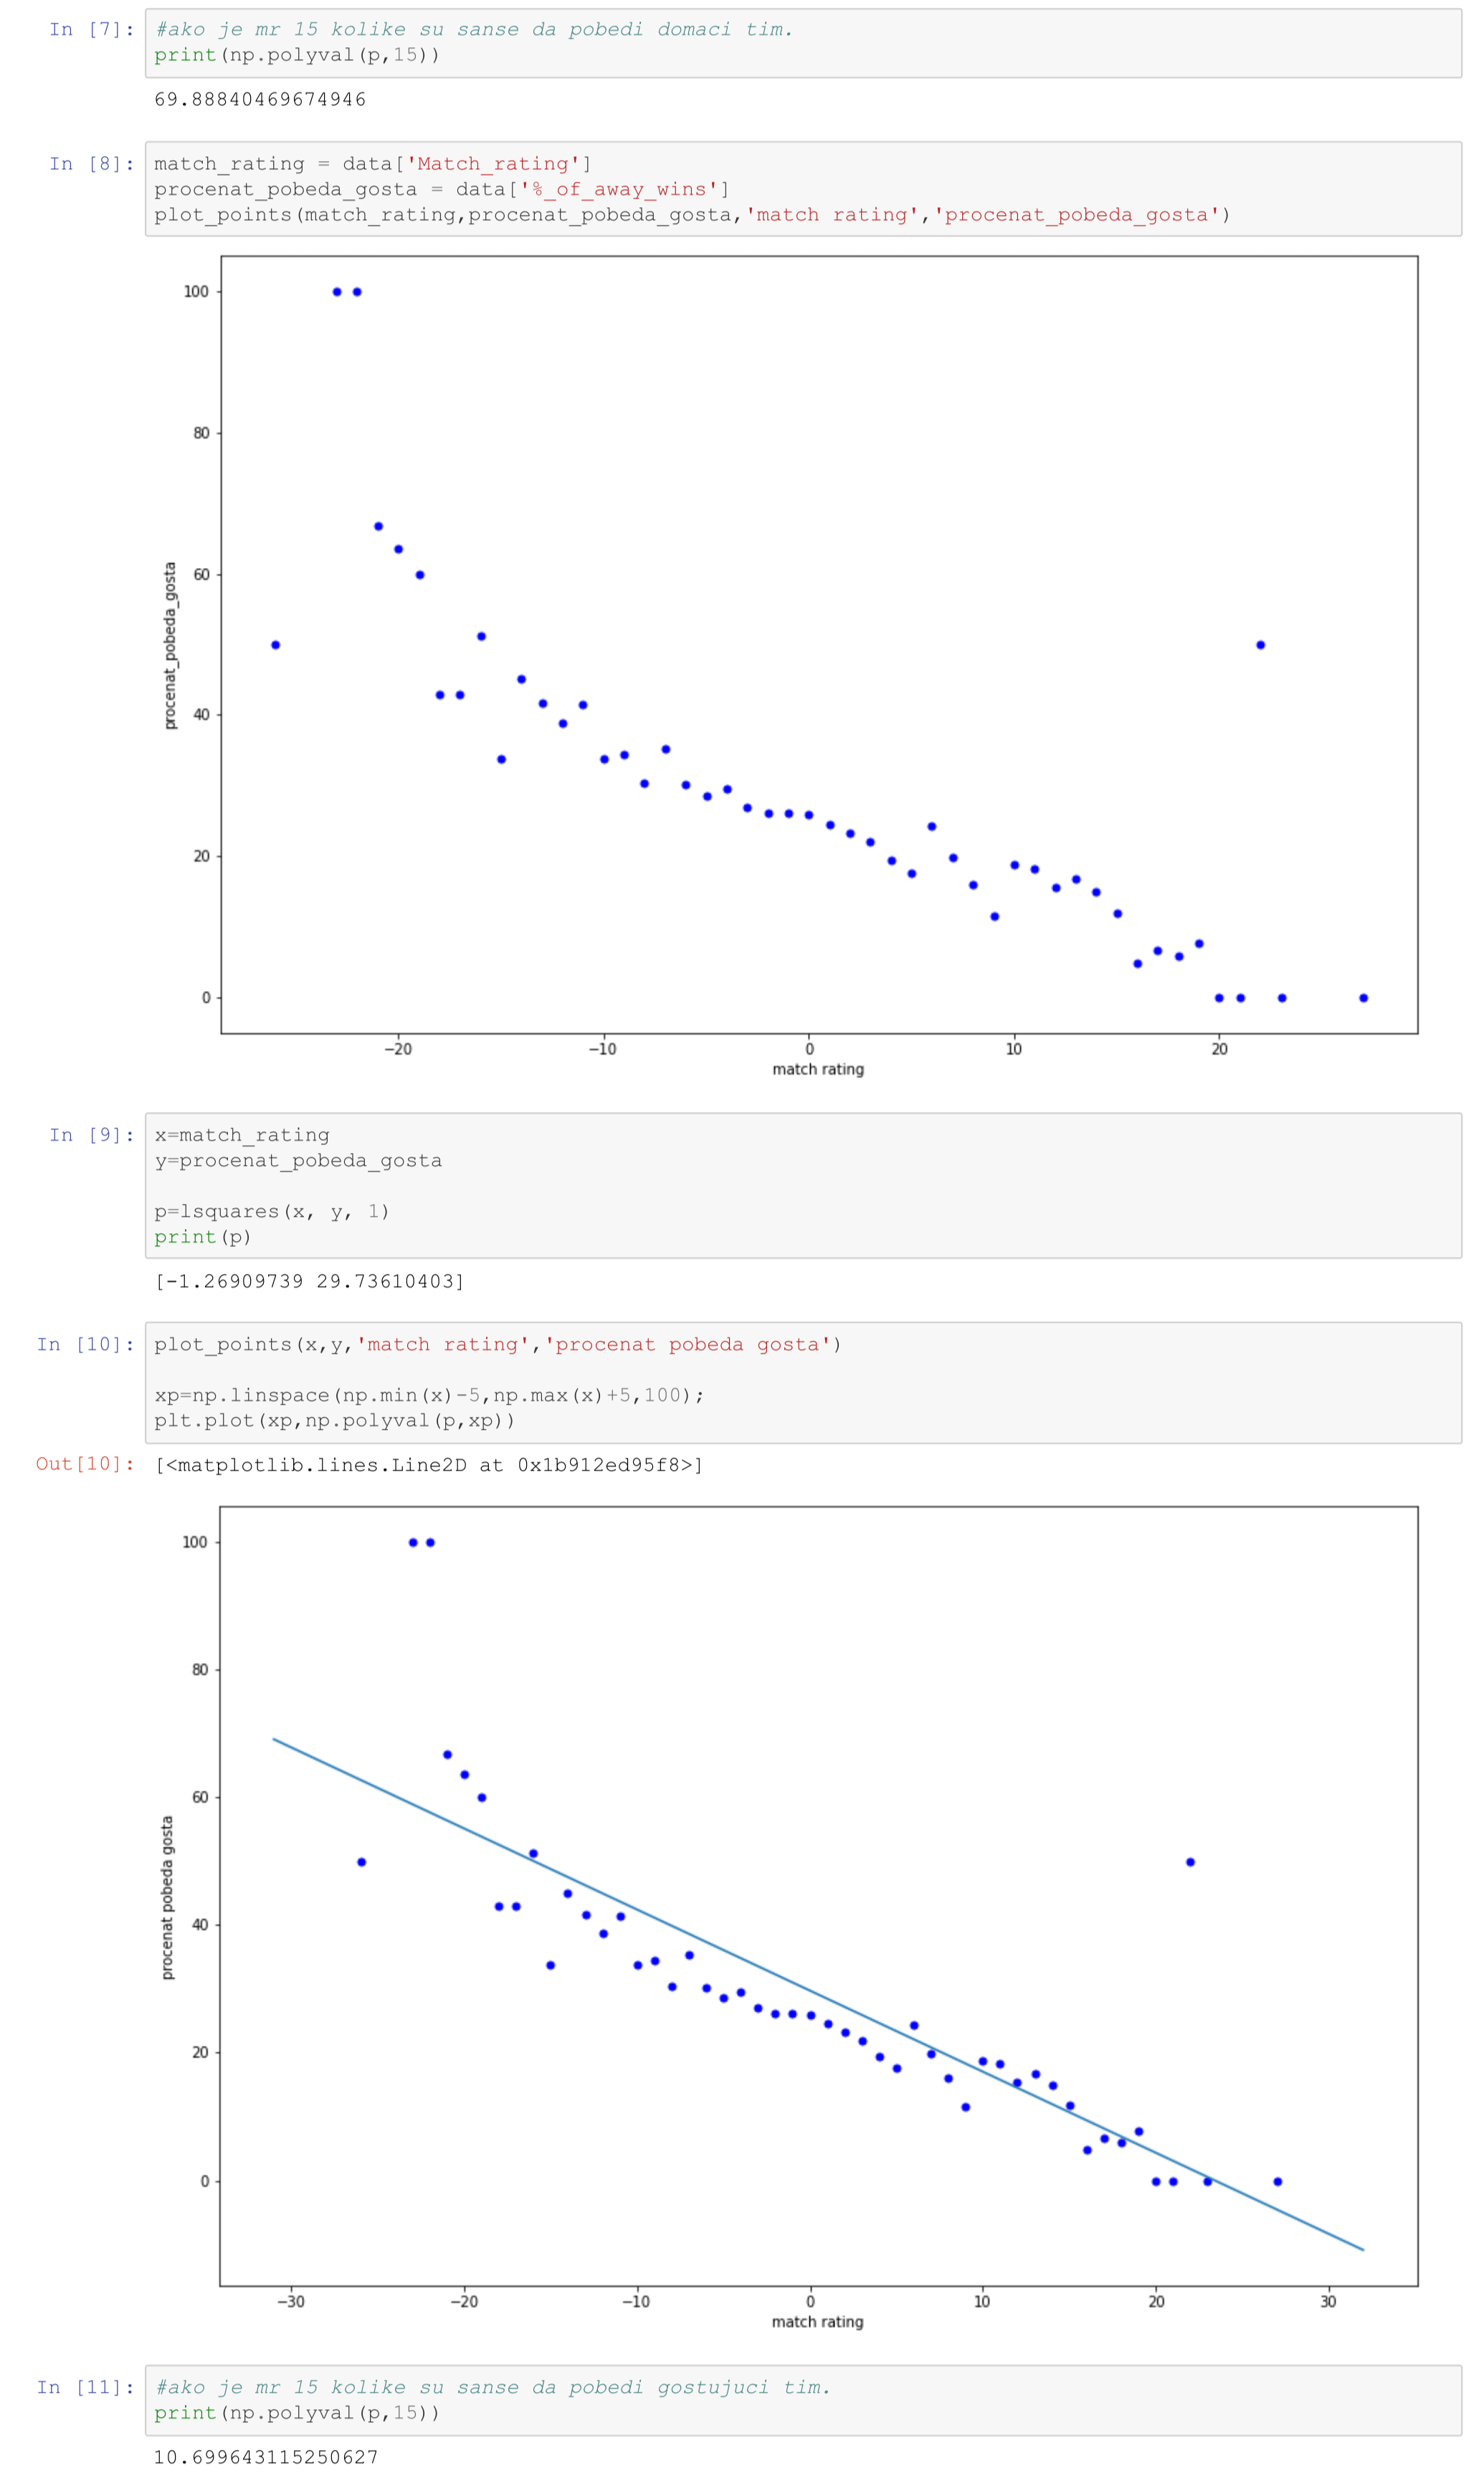 In [7]: #ako je mr 15 kolike su sanse da pobedi domaci tim.
print(np.polyval(p,15))
69.88840469674946
In [8]: match_rating = data['Match_rating']
procenat_pobeda_gosta = data['%_of_away_wins']
plot_points(match_rating,procenat_pobeda_gosta,'match rating','procenat_pobeda_gosta')
100
80
60
40
20
0
procenat_pobeda_gosta
−20 −10 0 10 20
match rating
In [9]: x=match_rating
y=procenat_pobeda_gosta
p=lsquares(x, y, 1)
print(p)
[-1.26909739 29.73610403]
In [10]: plot_points(x,y,'match rating','procenat pobeda gosta')
xp=np.linspace(np.min(x)-5,np.max(x)+5,100);
plt.plot(xp,np.polyval(p,xp))
Out[10]: [<matplotlib.lines.Line2D at 0x1b912ed95f8>]
100
80
60
40
20
0
procenat pobeda gosta
−30 −20 −10 0 10 20 30
match rating
In [11]: #ako je mr 15 kolike su sanse da pobedi gostujuci tim.
print(np.polyval(p,15))
10.699643115250627